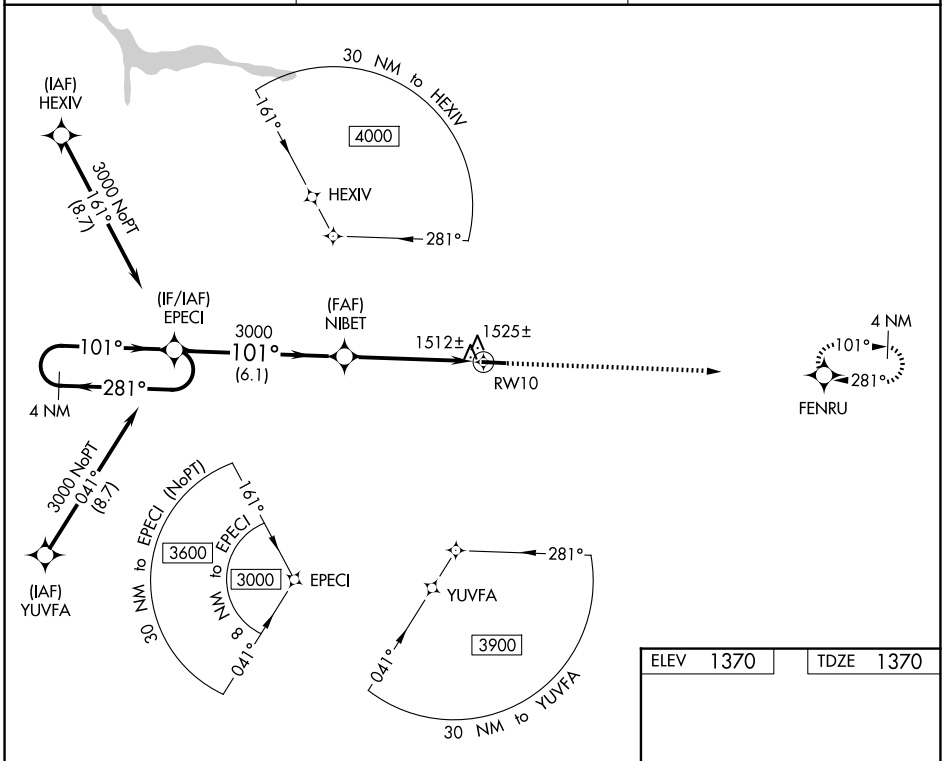 (IAF)
HEXIV
3000 NoPT
161°
(8.7)
30 NM to HEXIV
161°
4000
HEXIV
281°
(IF/IAF)
EPECI
101°
281°
4 NM
3000
101°
(6.1)
(FAF)
NIBET
1512±
1525±
RW10
4 NM
101°
281°
FENRU
3000 NoPT
041°
(8.7)
(IAF)
YUVFA
30 NM to EPECI (NoPT)
161°
3600
8 NM to EPECI
3000
EPECI
041°
281°
YUVFA
3900
041°
30 NM to YUVFA
ELEV 1370
TDZE 1370